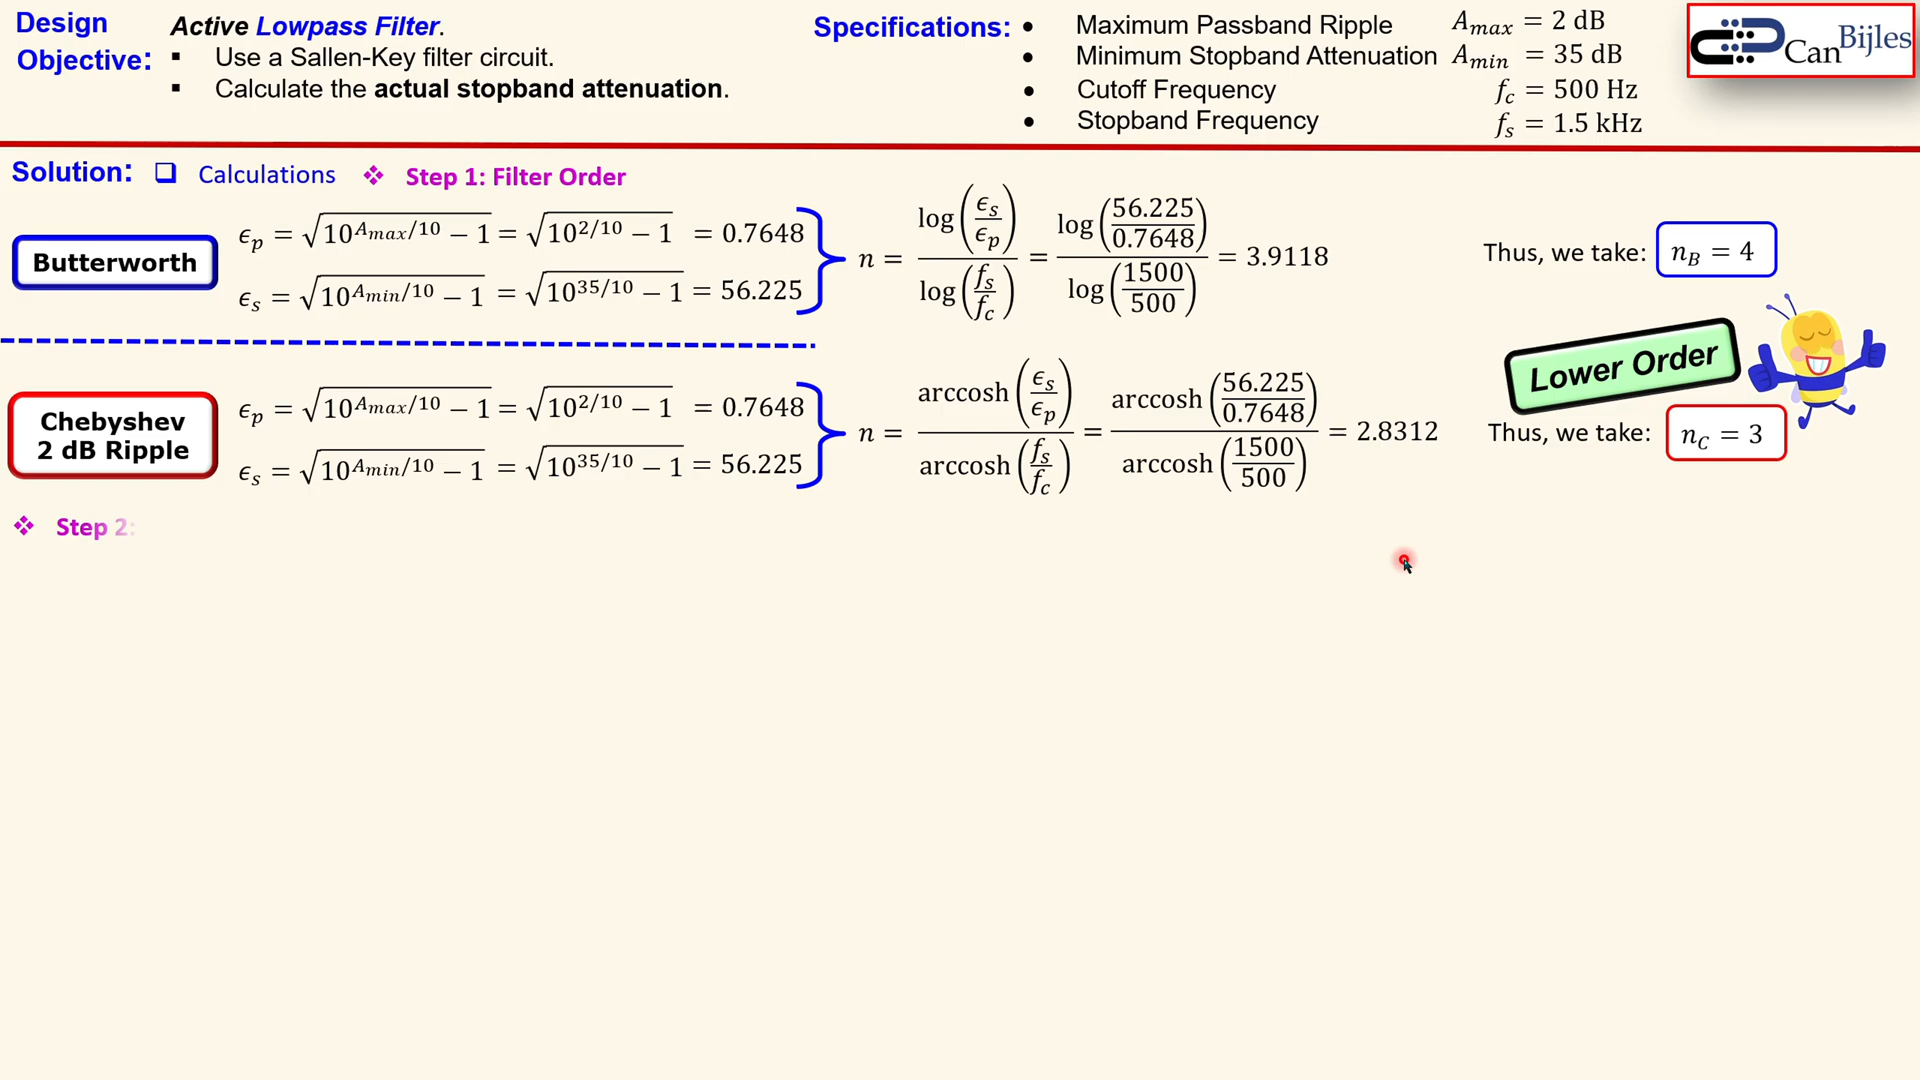 Design Objective:
Active Lowpass Filter.
▪ Use a Sallen-Key filter circuit.
▪ Calculate the actual stopband attenuation.
Specifications:
• Maximum Passband Ripple A_max = 2 dB
• Minimum Stopband Attenuation A_min = 35 dB
• Cutoff Frequency f_c = 500 Hz
• Stopband Frequency f_s = 1.5 kHz
CanBijles
Solution: ❑ Calculations ❖ Step 1: Filter Order
Butterworth
ϵ_p = √(10^(A_max/10) − 1) = √(10^(2/10) − 1) = 0.7648
ϵ_s = √(10^(A_min/10) − 1) = √(10^(35/10) − 1) = 56.225
n = log(ϵ_s/ϵ_p) / log(f_s/f_c) = log(56.225/0.7648) / log(1500/500) = 3.9118
Thus, we take: n_B = 4
Lower Order
Chebyshev
2 dB Ripple
ϵ_p = √(10^(A_max/10) − 1) = √(10^(2/10) − 1) = 0.7648
ϵ_s = √(10^(A_min/10) − 1) = √(10^(35/10) − 1) = 56.225
n = arccosh(ϵ_s/ϵ_p) / arccosh(f_s/f_c) = arccosh(56.225/0.7648) / arccosh(1500/500) = 2.8312
Thus, we take: n_C = 3
❖ Step 2: